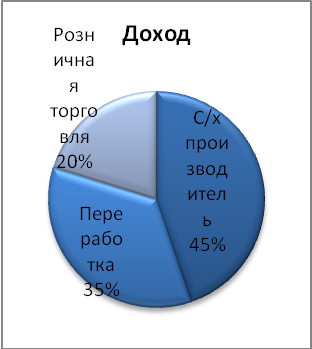 Доход
Розн
ична
я
торго
вля
20%
С/х
прои
звод
ител
ь
45%
Пере
рабо
тка
35%